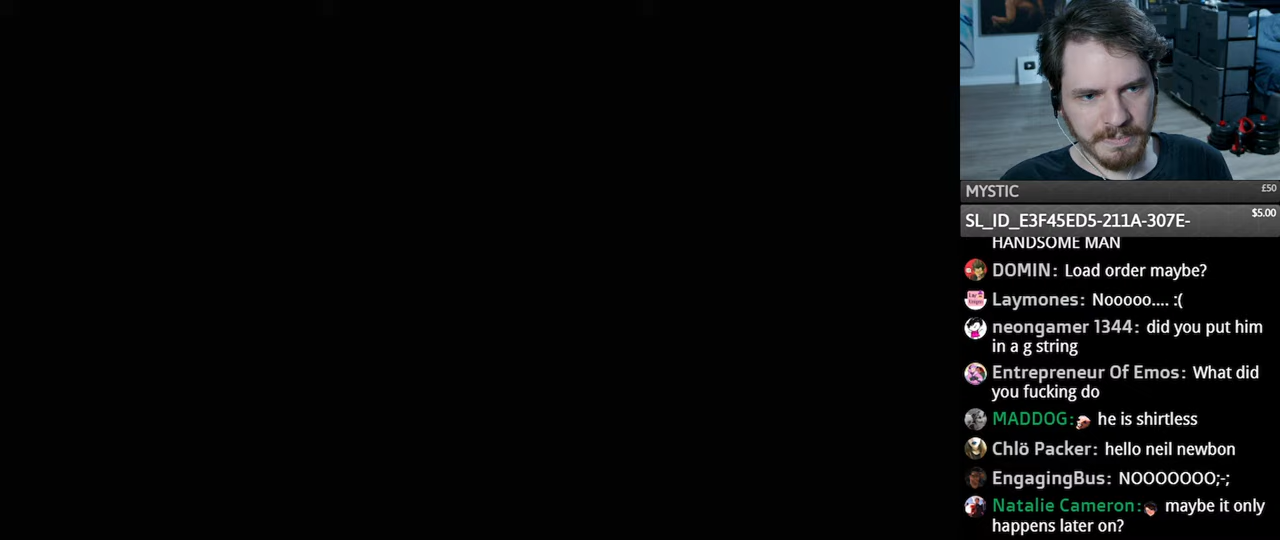 MYSTIC £50
SL_ID_E3F45ED5-211A-307E- $5.00
HANDSOME MAN
DOMIN: Load order maybe?
Laymones: Nooooo.... :(
neongamer 1344: did you put him
in a g string
Entrepreneur Of Emos: What did
you fucking do
MADDOG: he is shirtless
Chlö Packer: hello neil newbon
EngagingBus: NOOOOOOO;-;
Natalie Cameron: maybe it only
happens later on?